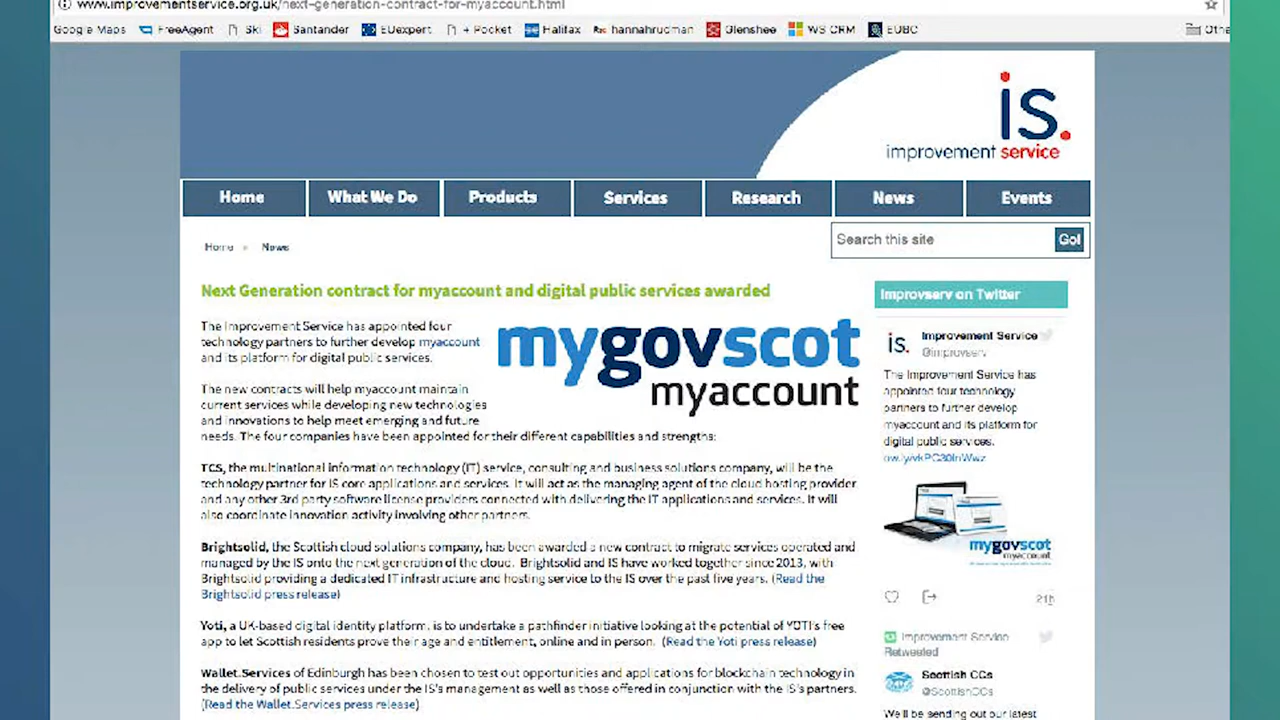 www.improvementservice.org.uk/next-generation-contract-for-myaccount.html
Google Maps FreeAgent Ski Santander EUexpert + Pocket Halifax hannahrudman Glenshee WS CRM EUBC Othe
is.
improvement service
Home What We Do Products Services Research News Events
Home » News
Search this site Go!
Next Generation contract for myaccount and digital public services awarded
The Improvement Service has appointed four
technology partners to further develop myaccount
and its platform for digital public services.
The new contracts will help myaccount maintain
current services while developing new technologies
and innovations to help meet emerging and future
needs. The four companies have been appointed for their different capabilities and strengths:
mygovscot
myaccount
TCS, the multinational information technology (IT) service, consulting and business solutions company, will be the
technology partner for IS core applications and services. It will act as the managing agent of the cloud hosting provider
and any other 3rd party software license providers connected with delivering the IT applications and services. It will
also coordinate innovation activity involving other partners.
Brightsolid, the Scottish cloud solutions company, has been awarded a new contract to migrate services operated and
managed by the IS onto the next generation of the cloud. Brightsolid and IS have worked together since 2013, with
Brightsolid providing a dedicated IT infrastructure and hosting service to the IS over the past five years. (Read the
Brightsolid press release)
Yoti, a UK-based digital identity platform, is to undertake a pathfinder initiative looking at the potential of YOTI's free
app to let Scottish residents prove their age and entitlement, online and in person. (Read the Yoti press release)
Wallet.Services of Edinburgh has been chosen to test out opportunities and applications for blockchain technology in
the delivery of public services under the IS's management as well as those offered in conjunction with the IS's partners.
(Read the Wallet.Services press release)
Improvserv on Twitter
is.
Improvement Service
@improvserv
The Improvement Service has
appointed four technology
partners to further develop
myaccount and its platform for
digital public services.
mygovscot
myaccount
21h
Improvement Service
Retweeted
Scottish CCs
@ScottishCCs
We'll be sending out our latest